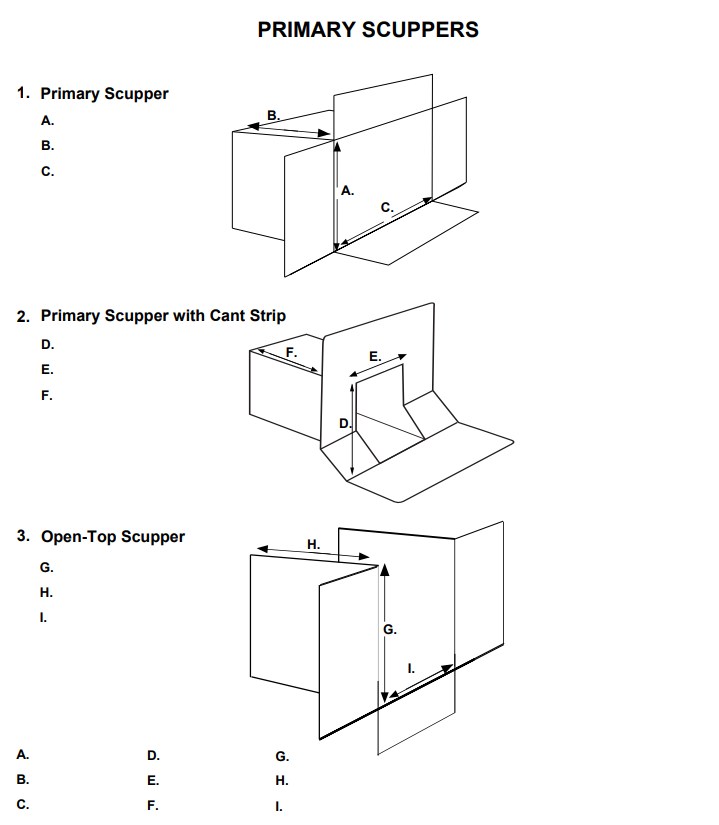 PRIMARY SCUPPERS
1. Primary Scupper
A.
B.
C.
B.
A.
C.
2. Primary Scupper with Cant Strip
D.
E.
F.
F.
E.
D.
3. Open-Top Scupper
G.
H.
I.
H.
G.
I.
A. D. G.
B. E. H.
C. F. I.